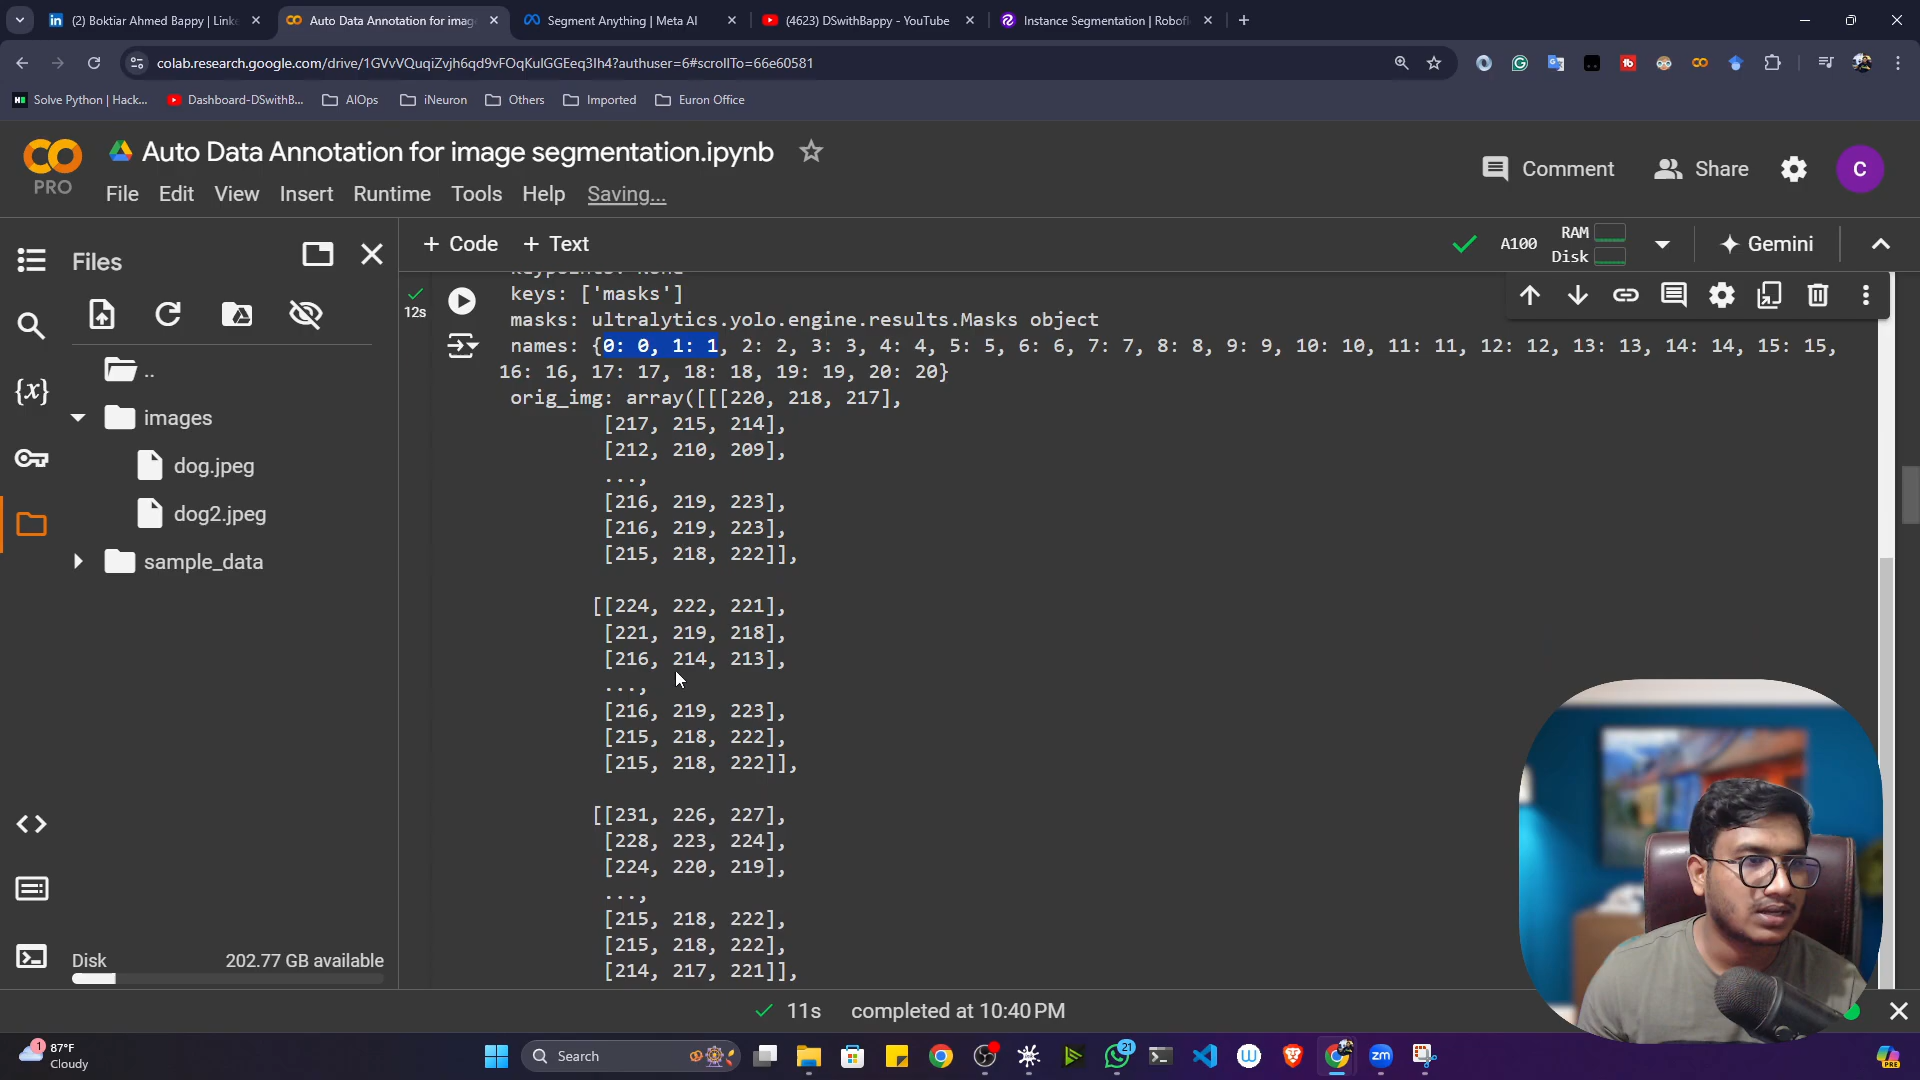 (2) Boktiar Ahmed Bappy | Linke
Auto Data Annotation for imag
Segment Anything | Meta AI
(4623) DSwithBappy - YouTube
Instance Segmentation | Robofl
colab.research.google.com/drive/1GVvVQuqiZvjh6qd9vFOqKulGGEeq3Ih4?authuser=6#scrollTo=66e60581
Solve Python | Hack...
Dashboard-DSwithB...
AIOps
iNeuron
Others
Imported
Euron Office
Auto Data Annotation for image segmentation.ipynb
PRO
File Edit View Insert Runtime Tools Help Saving...
Comment
Share
C
Files
+ Code + Text
A100
RAM
Disk
Gemini
..
images
dog.jpeg
dog2.jpeg
sample_data
Disk 202.77 GB available
12s
keypoints: None
keys: ['masks']
masks: ultralytics.yolo.engine.results.Masks object
names: {0: 0, 1: 1, 2: 2, 3: 3, 4: 4, 5: 5, 6: 6, 7: 7, 8: 8, 9: 9, 10: 10, 11: 11, 12: 12, 13: 13, 14: 14, 15: 15,
16: 16, 17: 17, 18: 18, 19: 19, 20: 20}
orig_img: array([[[220, 218, 217],
[217, 215, 214],
[212, 210, 209],
...,
[216, 219, 223],
[216, 219, 223],
[215, 218, 222]],
[[224, 222, 221],
[221, 219, 218],
[216, 214, 213],
...,
[216, 219, 223],
[215, 218, 222],
[215, 218, 222]],
[[231, 226, 227],
[228, 223, 224],
[224, 220, 219],
...,
[215, 218, 222],
[215, 218, 222],
[214, 217, 221]],
11s completed at 10:40 PM
1
87°F
Cloudy
Search
21
zm